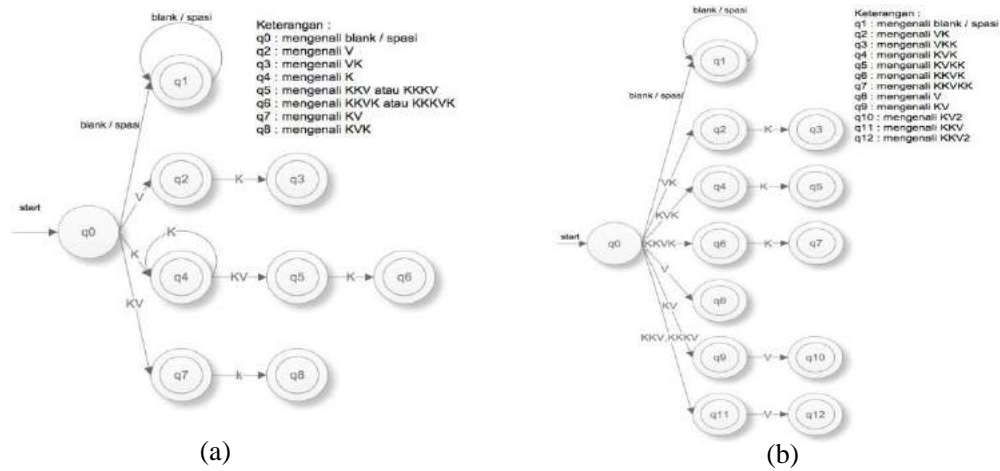 blank / spasi
Keterangan :
q0 : mengenali blank / spasi
q2 : mengenali V
q3 : mengenali VK
q4 : mengenali K
q5 : mengenali KKV atau KKKV
q6 : mengenali KKVK atau KKKVK
q7 : mengenali KV
q8 : mengenali KVK
q1
blank / spasi
q2
K
q3
V
start
q0
K
K
q4
KV
q5
K
q6
KV
q7
k
q8
(a)
blank / spasi
Keterangan :
q1 : mengenali blank / spasi
q2 : mengenali VK
q3 : mengenali VKK
q4 : mengenali KVK
q5 : mengenali KVKK
q6 : mengenali KKVK
q7 : mengenali KKVKK
q8 : mengenali V
q9 : mengenali KV
q10 : mengenali KV2
q11 : mengenali KKV
q12 : mengenali KKV2
q1
blank / spasi
q2
K
q3
VK
q4
K
q5
KVK
start
q0
KKVK
q6
K
q7
V
q8
KV
KKV,KKKV
q9
V
q10
q11
V
q12
(b)